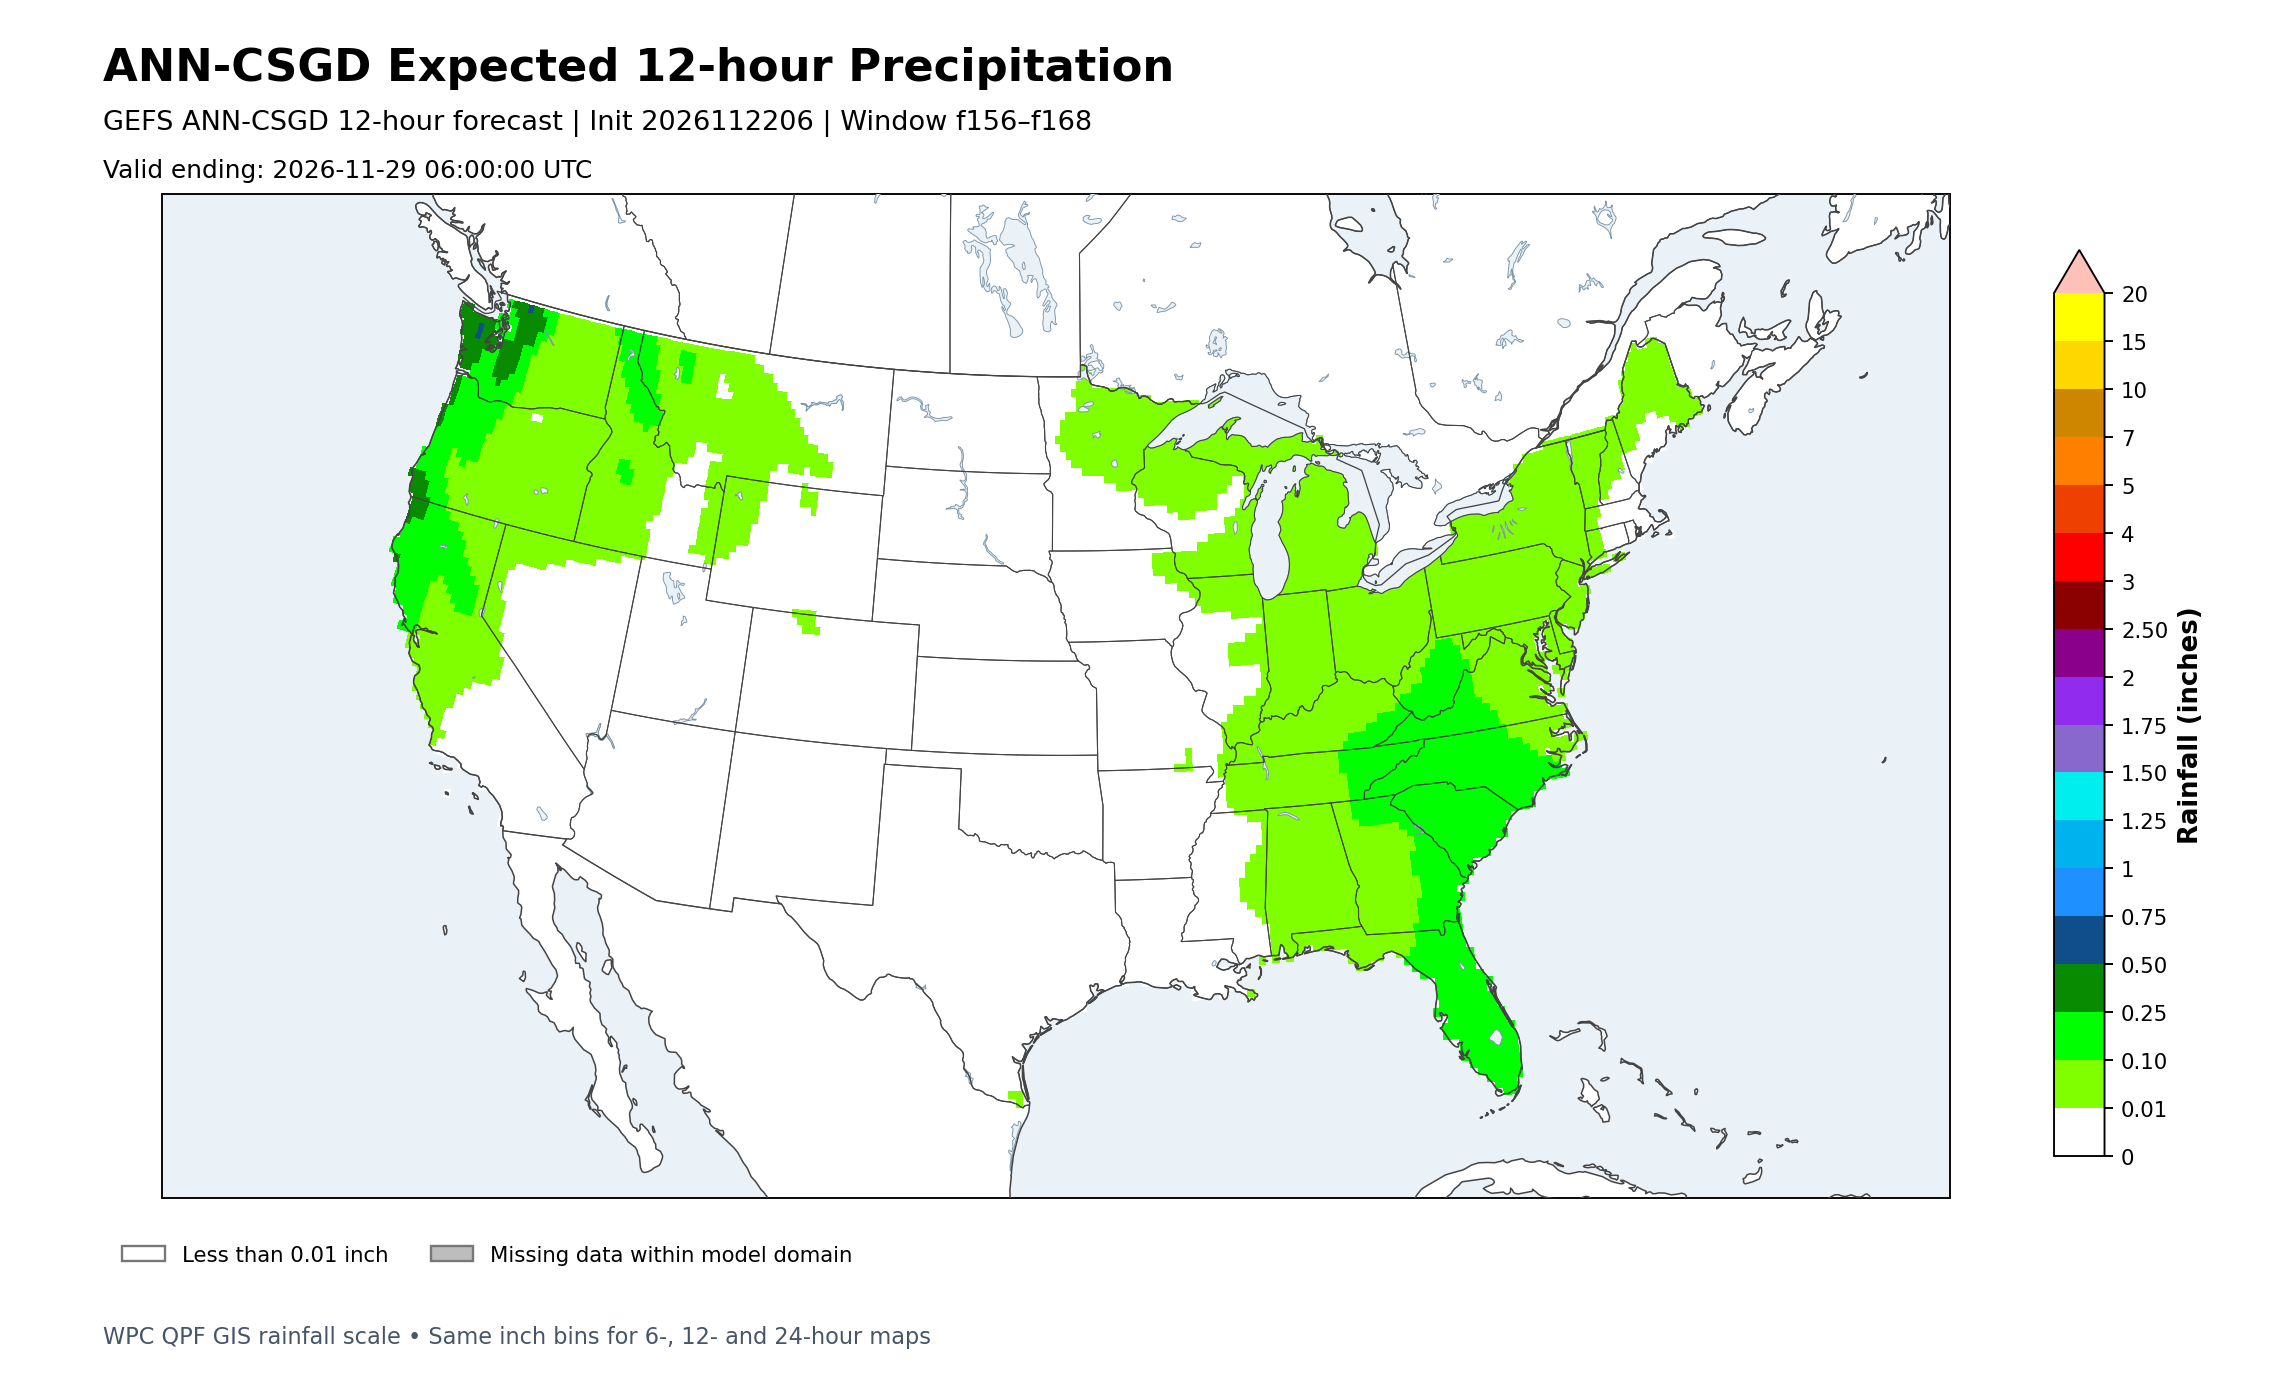 ANN-CSGD Expected 12-hour Precipitation
GEFS ANN-CSGD 12-hour forecast | Init 2026112206 | Window f156–f168
Valid ending: 2026-11-29 06:00:00 UTC
20
15
10
7
5
4
3
2.50
2
1.75
1.50
1.25
1
0.75
0.50
0.25
0.10
0.01
0
Rainfall (inches)
Less than 0.01 inch
Missing data within model domain
WPC QPF GIS rainfall scale • Same inch bins for 6-, 12- and 24-hour maps